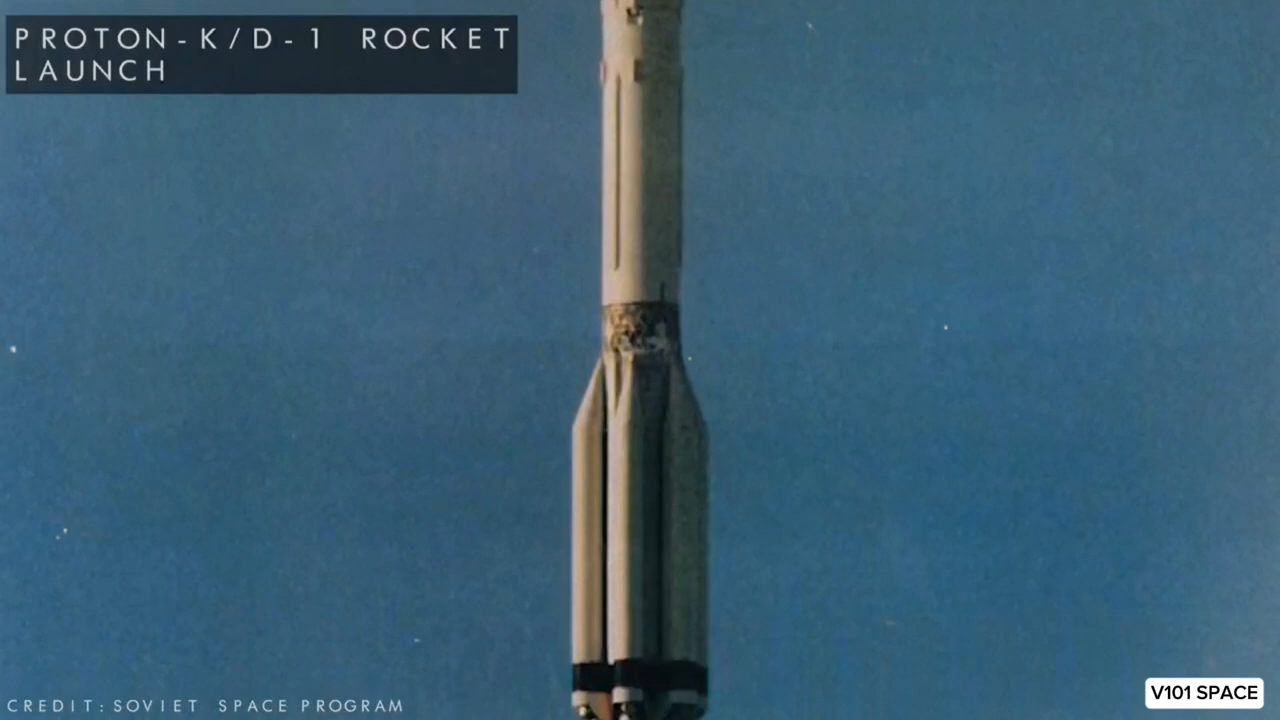 PROTON-K/D-1 ROCKET
LAUNCH
CREDIT: SOVIET SPACE PROGRAM
V101 SPACE